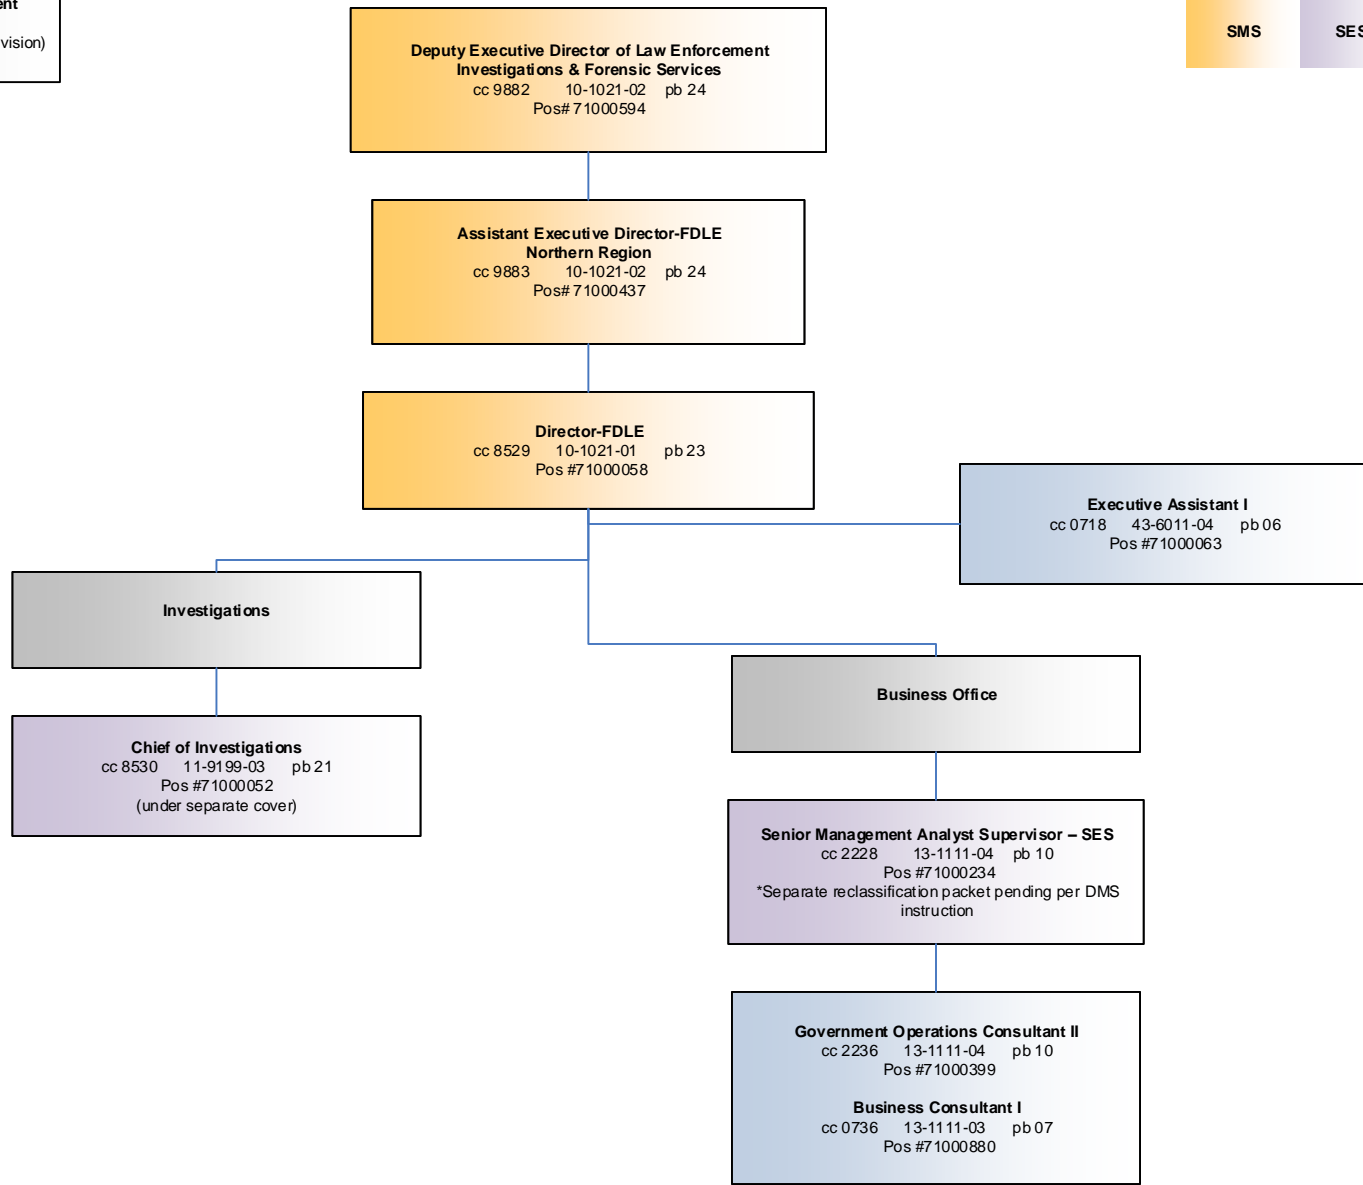 vision)
SMS
Deputy Executive Director of Law Enforcement
Investigations & Forensic Services
cc 9882 10-1021-02 pb 24
Pos# 71000594
Assistant Executive Director-FDLE
Northern Region
cc 9883 10-1021-02 pb 24
Pos# 71000437
Director-FDLE
cc 8529 10-1021-01 pb 23
Pos #71000058
Executive Assistant I
cc 0718 43-6011-04 pb 06
Pos #71000063
Investigations
Chief of Investigations
cc 8530 11-9199-03 pb 21
Pos #71000052
(under separate cover)
Business Office
Senior Management Analyst Supervisor – SES
cc 2228 13-1111-04 pb 10
Pos #71000234
*Separate reclassification packet pending per DMS
instruction
Government Operations Consultant II
cc 2236 13-1111-04 pb 10
Pos #71000399
Business Consultant I
cc 0736 13-1111-03 pb 07
Pos #71000880